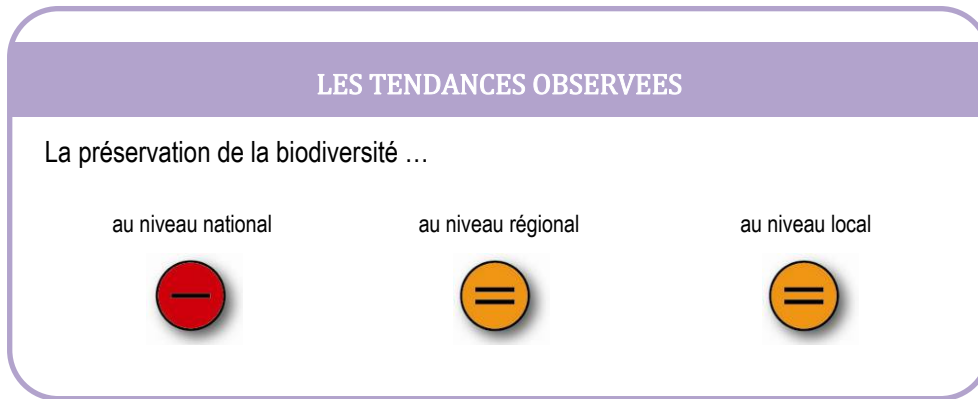 LES TENDANCES OBSERVEES
La préservation de la biodiversité …
au niveau national au niveau régional au niveau local